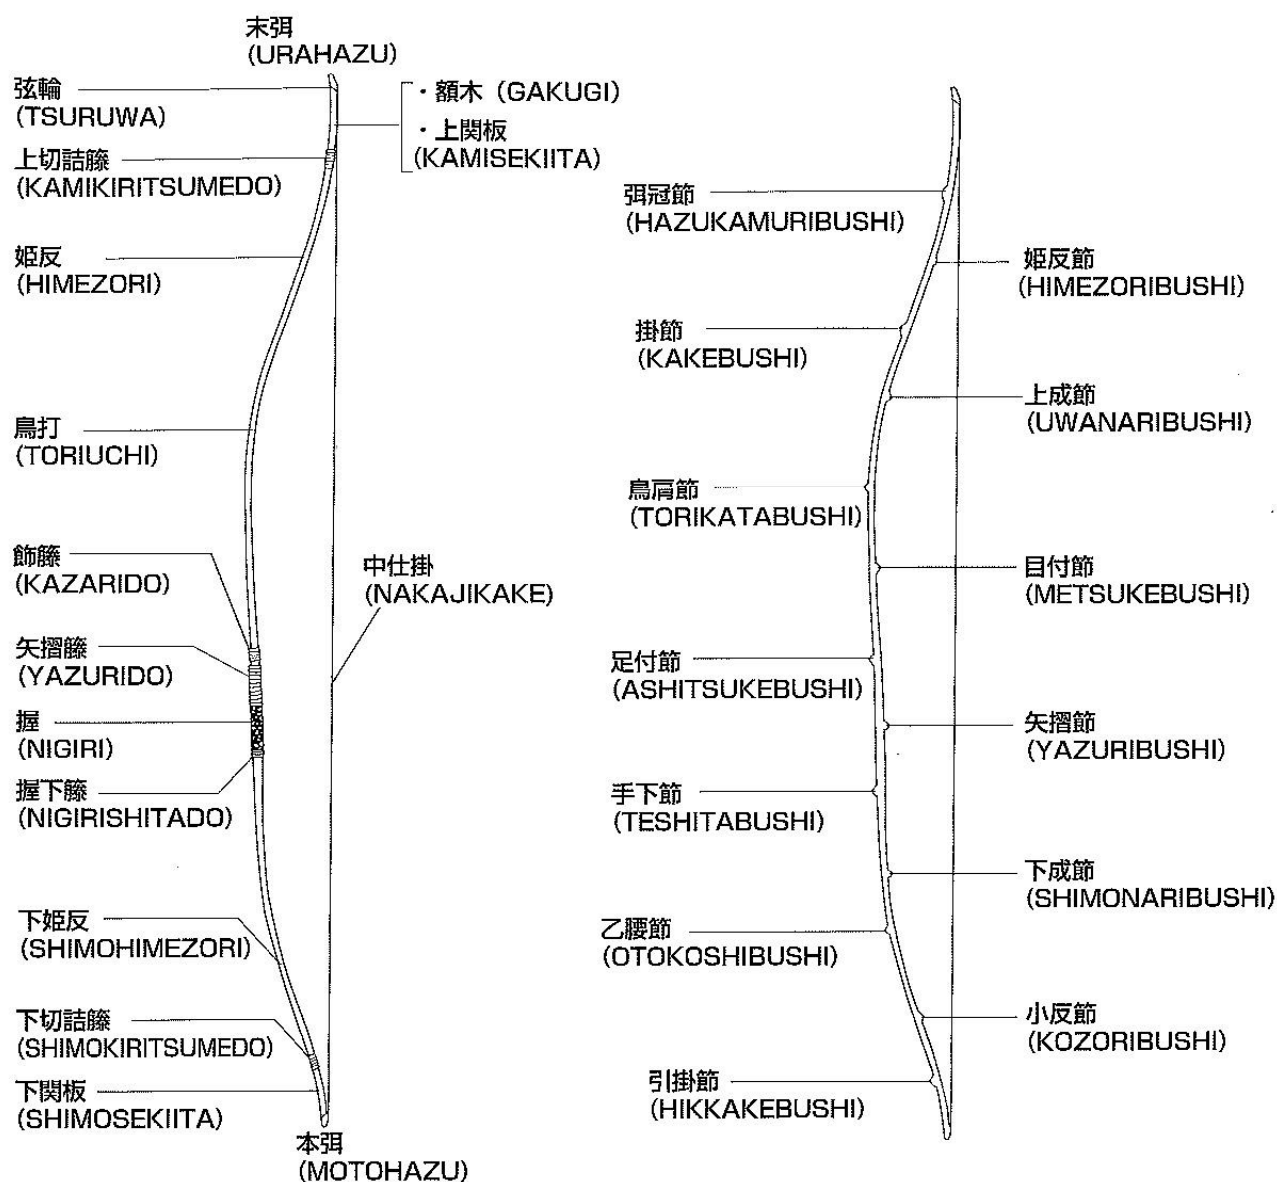 末弭
(URAHAZU)
弦輪
(TSURUWA)
・額木（GAKUGI）
・上関板
(KAMISEKIITA)
上切詰籐
(KAMIKIRITSUMEDO)
姫反
(HIMEZORI)
鳥打
(TORIUCHI)
飾籐
(KAZARIDO)
中仕掛
(NAKAJIKAKE)
矢摺籐
(YAZURIDO)
握
(NIGIRI)
握下籐
(NIGIRISHITADO)
下姫反
(SHIMOHIMEZORI)
下切詰籐
(SHIMOKIRITSUMEDO)
下関板
(SHIMOSEKIITA)
本弭
(MOTOHAZU)
弭冠節
(HAZUKAMURIBUSHI)
姫反節
(HIMEZORIBUSHI)
掛節
(KAKEBUSHI)
上成節
(UWANARIBUSHI)
鳥肩節
(TORIKATABUSHI)
目付節
(METSUKEBUSHI)
足付節
(ASHITSUKEBUSHI)
矢摺節
(YAZURIBUSHI)
手下節
(TESHITABUSHI)
下成節
(SHIMONARIBUSHI)
乙腰節
(OTOKOSHIBUSHI)
小反節
(KOZORIBUSHI)
引掛節
(HIKKAKEBUSHI)